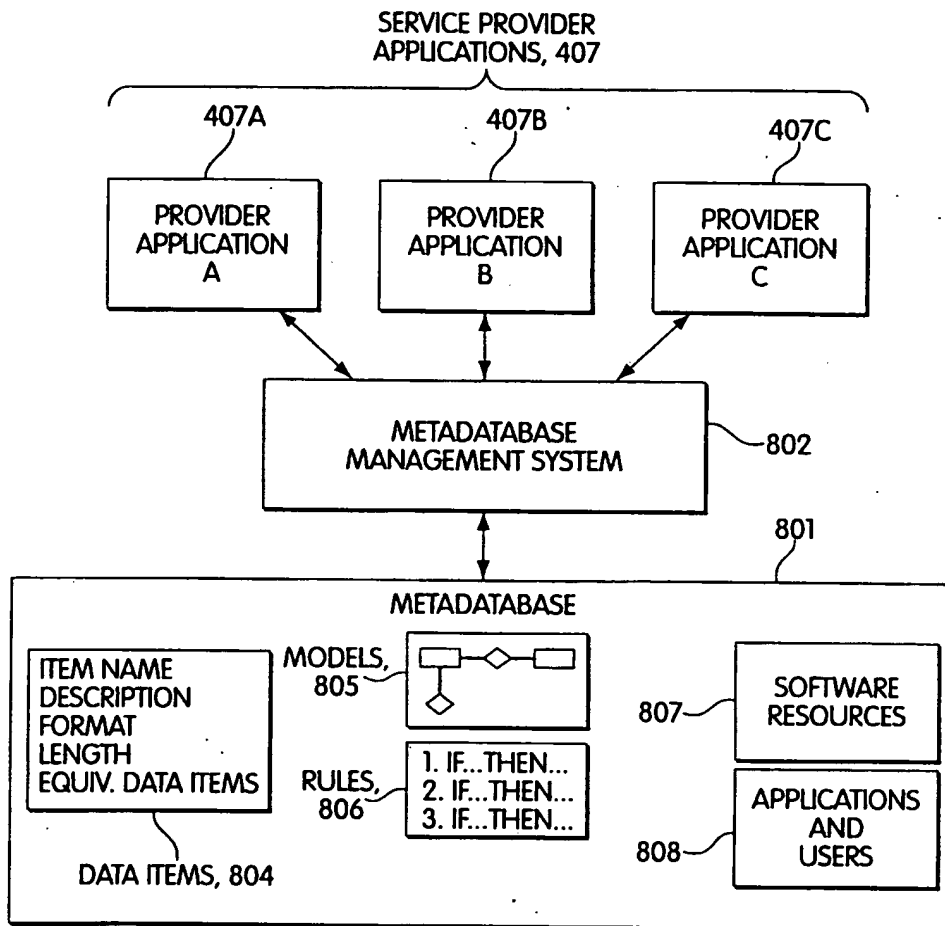 SERVICE PROVIDER
APPLICATIONS, 407
407A
407B
407C
PROVIDER
APPLICATION
A
PROVIDER
APPLICATION
B
PROVIDER
APPLICATION
C
METADATABASE
MANAGEMENT SYSTEM
802
801
METADATABASE
ITEM NAME
DESCRIPTION
FORMAT
LENGTH
EQUIV. DATA ITEMS
DATA ITEMS, 804
MODELS,
805
RULES,
806
1. IF...THEN...
2. IF...THEN...
3. IF...THEN...
807
SOFTWARE
RESOURCES
808
APPLICATIONS
AND
USERS